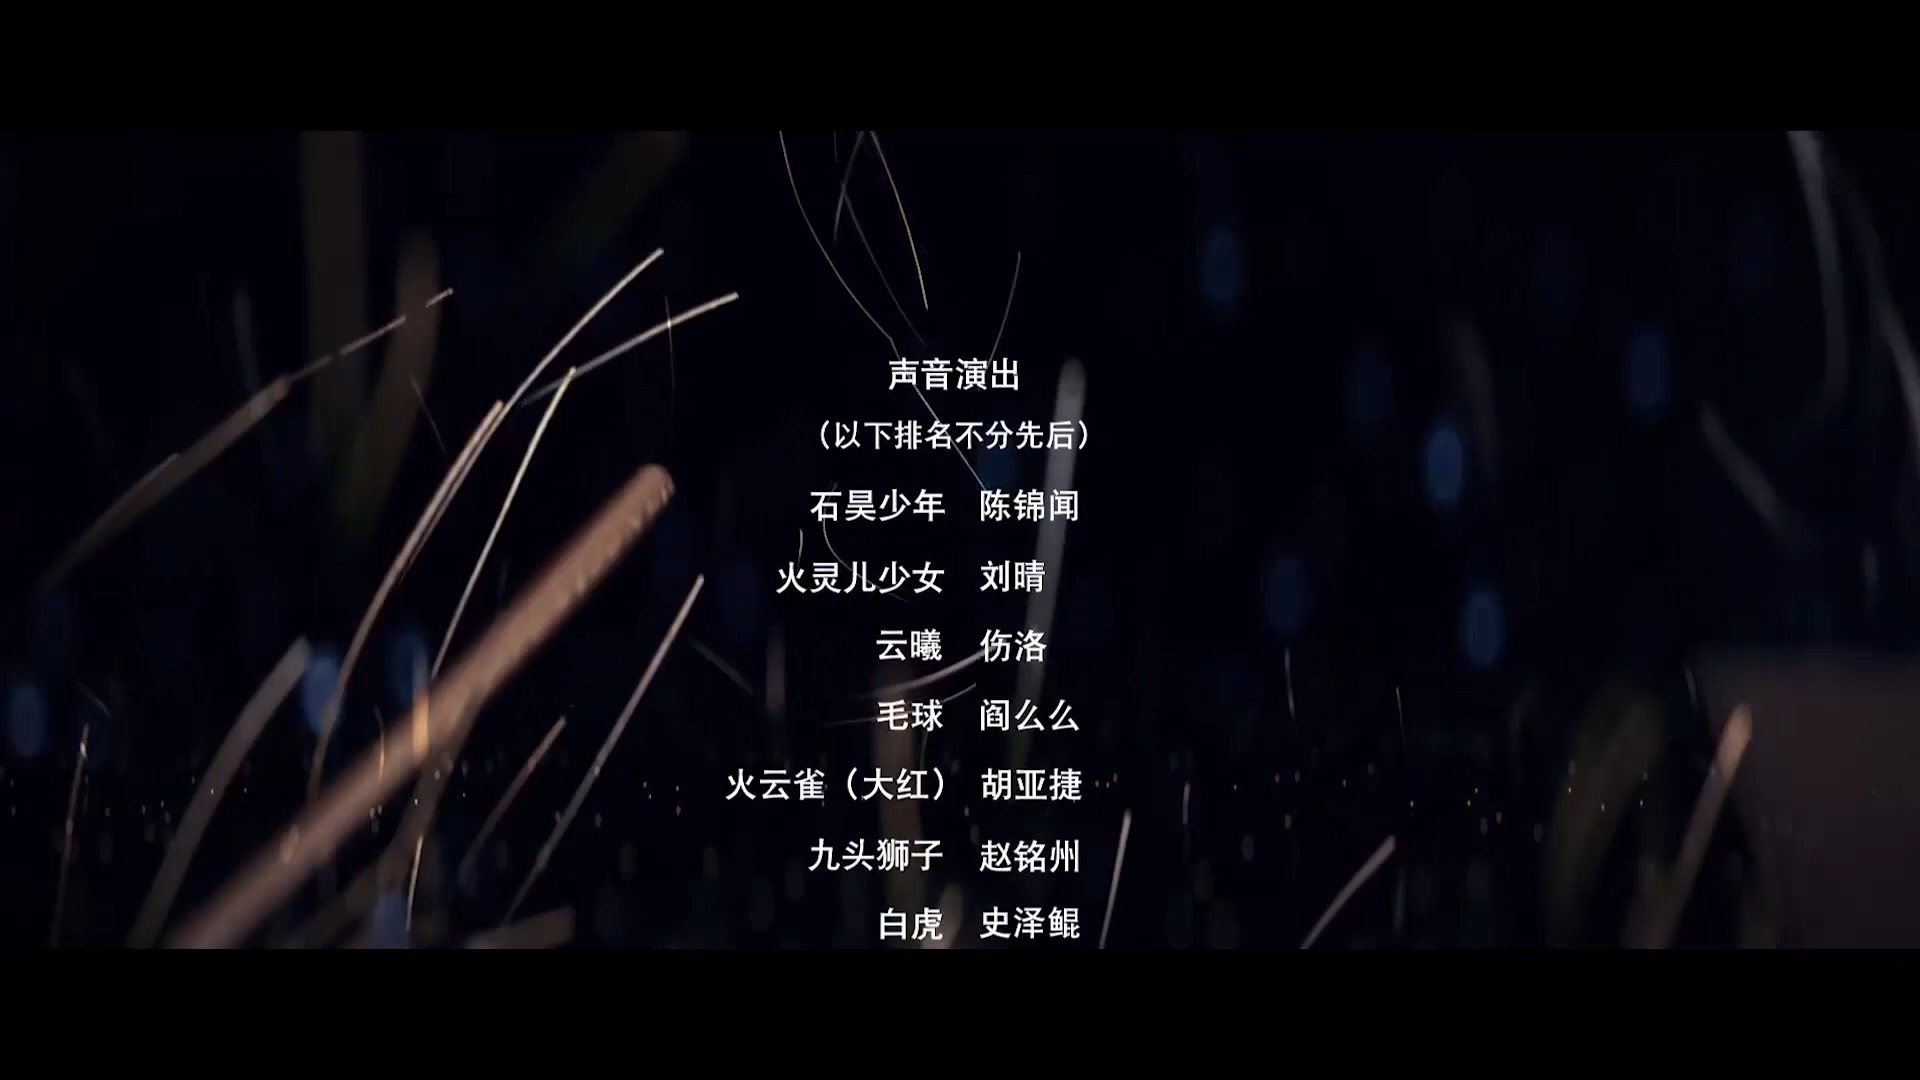 声音演出
（以下排名不分先后）
石昊少年 陈锦闻
火灵儿少女 刘晴
云曦 伤洛
毛球 阎么么
火云雀（大红） 胡亚捷
九头狮子 赵铭州
白虎 史泽鲲